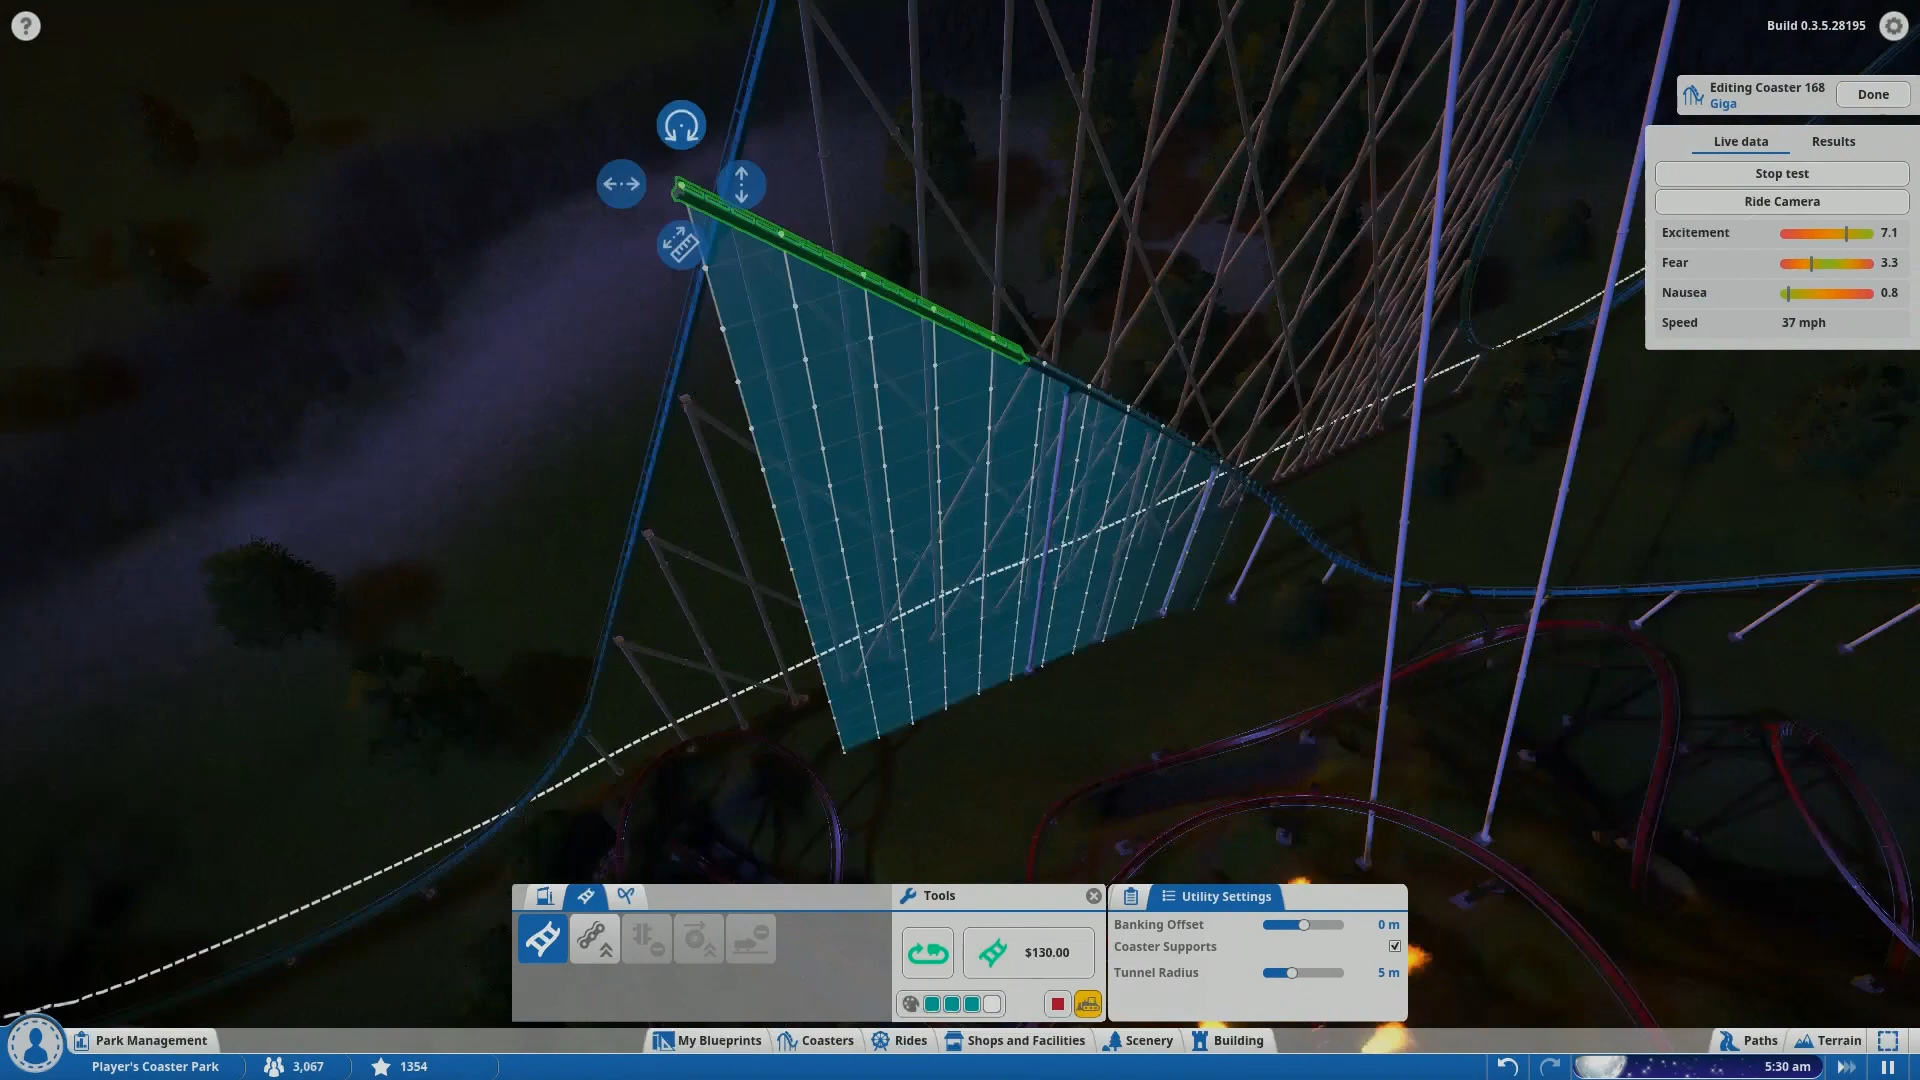 ?
Build 0.3.5.28195
Editing Coaster 168
Giga
Done
Live data
Results
Stop test
Ride Camera
Excitement 7.1
Fear 3.3
Nausea 0.8
Speed 37 mph
Tools
Utility Settings
$130.00
Banking Offset 0 m
Coaster Supports
Tunnel Radius 5 m
Park Management
My Blueprints
Coasters
Rides
Shops and Facilities
Scenery
Building
Paths
Terrain
Player's Coaster Park
3,067
1354
5:30 am